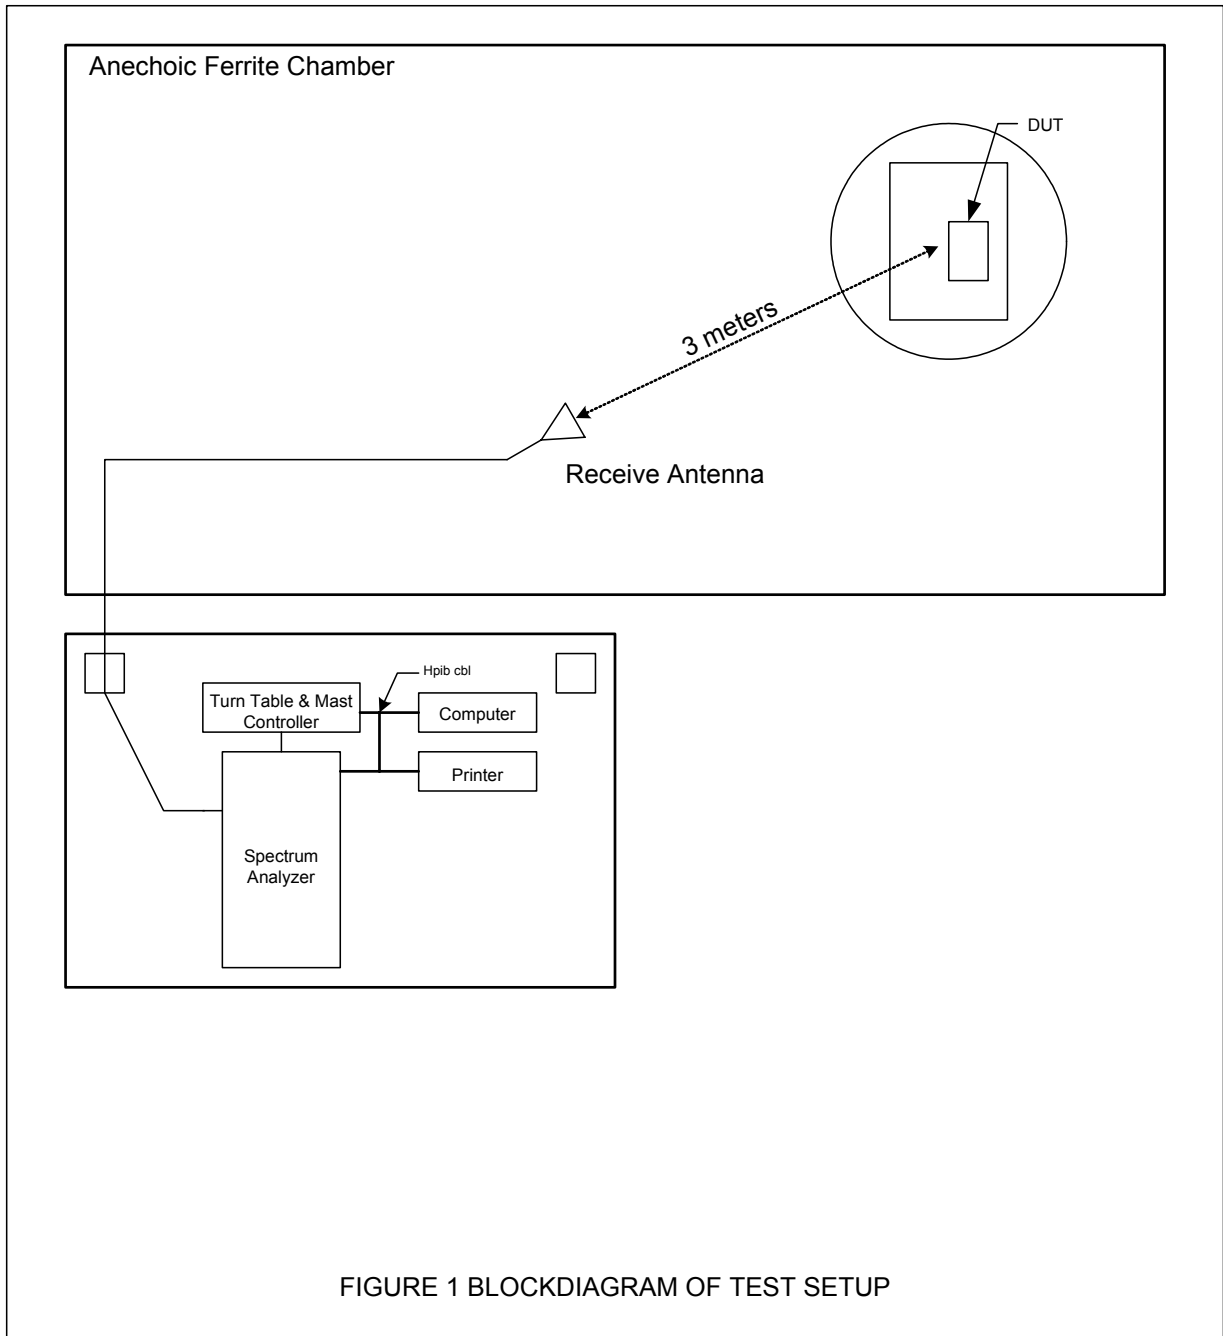 Anechoic Ferrite Chamber
DUT
3 meters
Receive Antenna
Hpib cbl
Turn Table & Mast
Controller
Computer
Printer
Spectrum
Analyzer
FIGURE 1 BLOCKDIAGRAM OF TEST SETUP